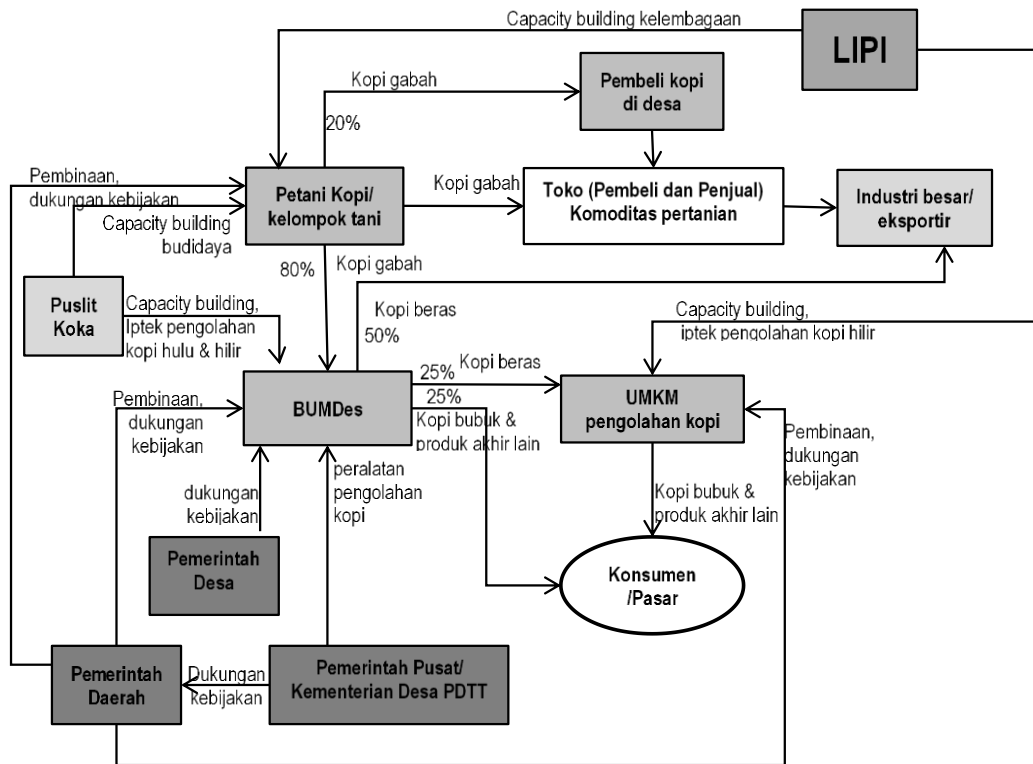 Capacity building kelembagaan
LIPI
Kopi gabah
Pembeli kopi
di desa
20%
Pembinaan,
dukungan kebijakan
Petani Kopi/
kelompok tani
Kopi gabah
Toko (Pembeli dan Penjual)
Komoditas pertanian
Industri besar/
eksportir
Capacity building
budidaya
80%
Kopi gabah
Puslit
Koka
Capacity building,
Iptek pengolahan
kopi hulu & hilir
Kopi beras
50%
Capacity building,
iptek pengolahan kopi hilir
Kopi beras
25%
25%
BUMDes
UMKM
pengolahan kopi
Pembinaan,
dukungan
kebijakan
Kopi bubuk &
produk akhir lain
Pembinaan,
dukungan
kebijakan
dukungan
kebijakan
peralatan
pengolahan
kopi
Kopi bubuk &
produk akhir lain
Pemerintah
Desa
Konsumen
/Pasar
Pemerintah
Daerah
Dukungan
kebijakan
Pemerintah Pusat/
Kementerian Desa PDTT